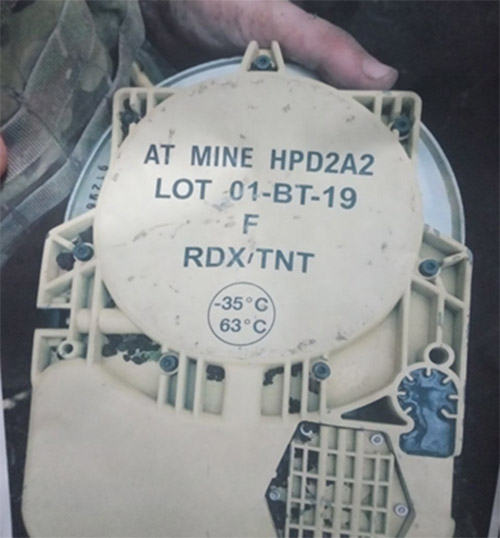 AT MINE HPD2A2
LOT 01-BT-19
F
RDX/TNT
-35°C
63°C